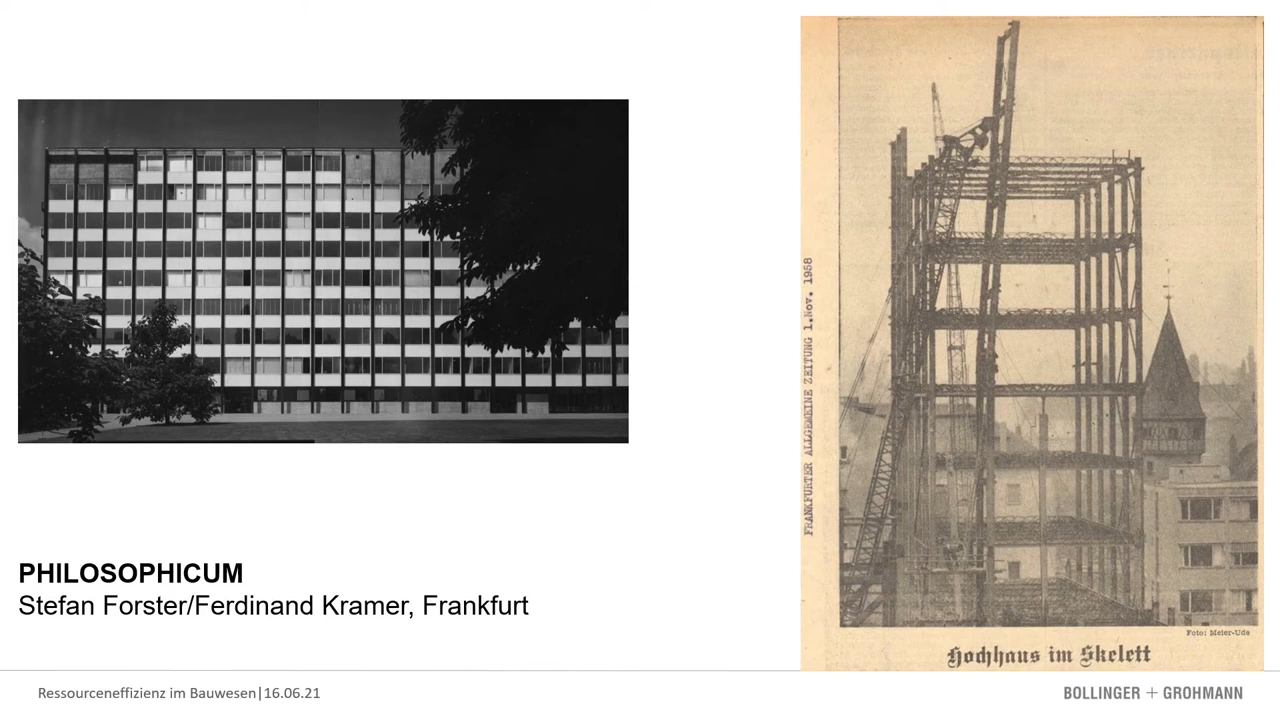 FRANKFURTER ALLGEMEINE ZEITUNG 1.Nov. 1958
Foto: Meier-Ude
Hochhaus im Skelett
PHILOSOPHICUM
Stefan Forster/Ferdinand Kramer, Frankfurt
Ressourceneffizienz im Bauwesen|16.06.21
BOLLINGER + GROHMANN